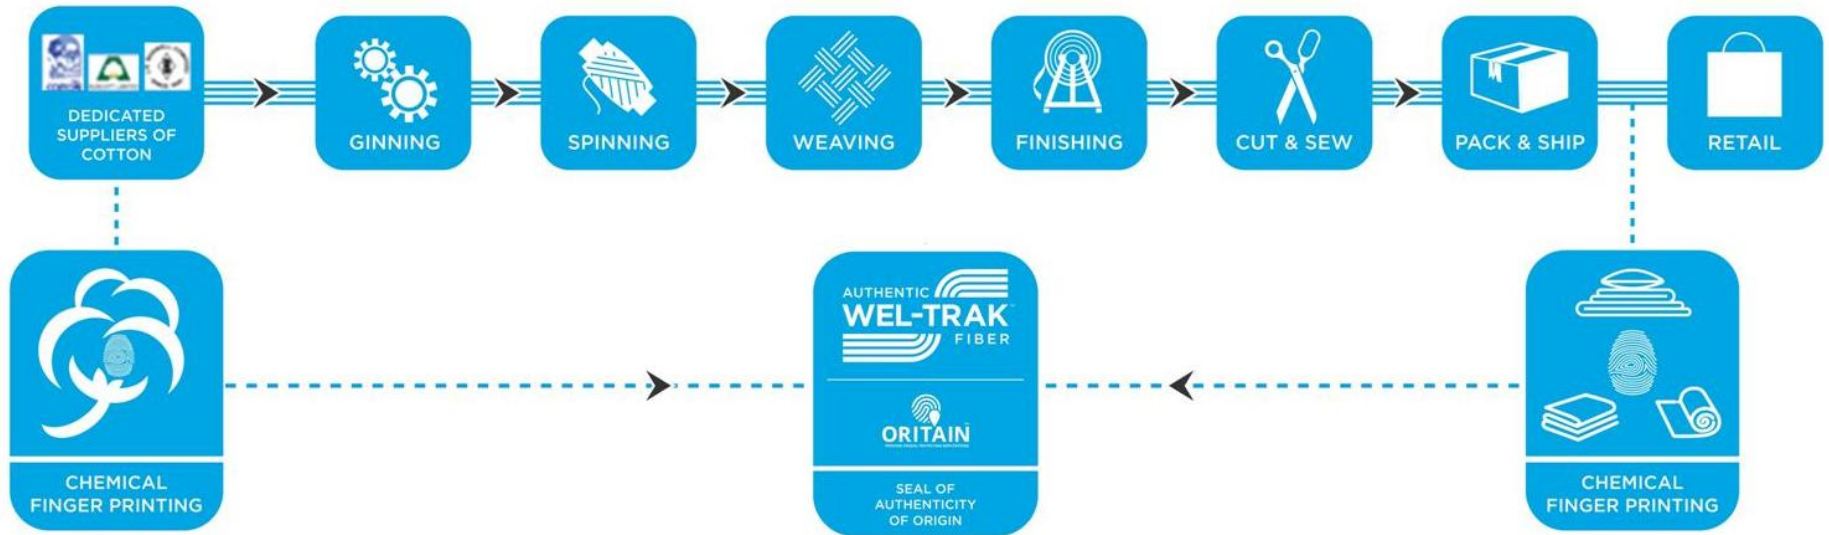 DEDICATED
SUPPLIERS OF
COTTON
GINNING
SPINNING
WEAVING
FINISHING
CUT & SEW
PACK & SHIP
RETAIL
CHEMICAL
FINGER PRINTING
AUTHENTIC
WEL-TRAK™
FIBER
ORITAIN
SEAL OF
AUTHENTICITY
OF ORIGIN
CHEMICAL
FINGER PRINTING